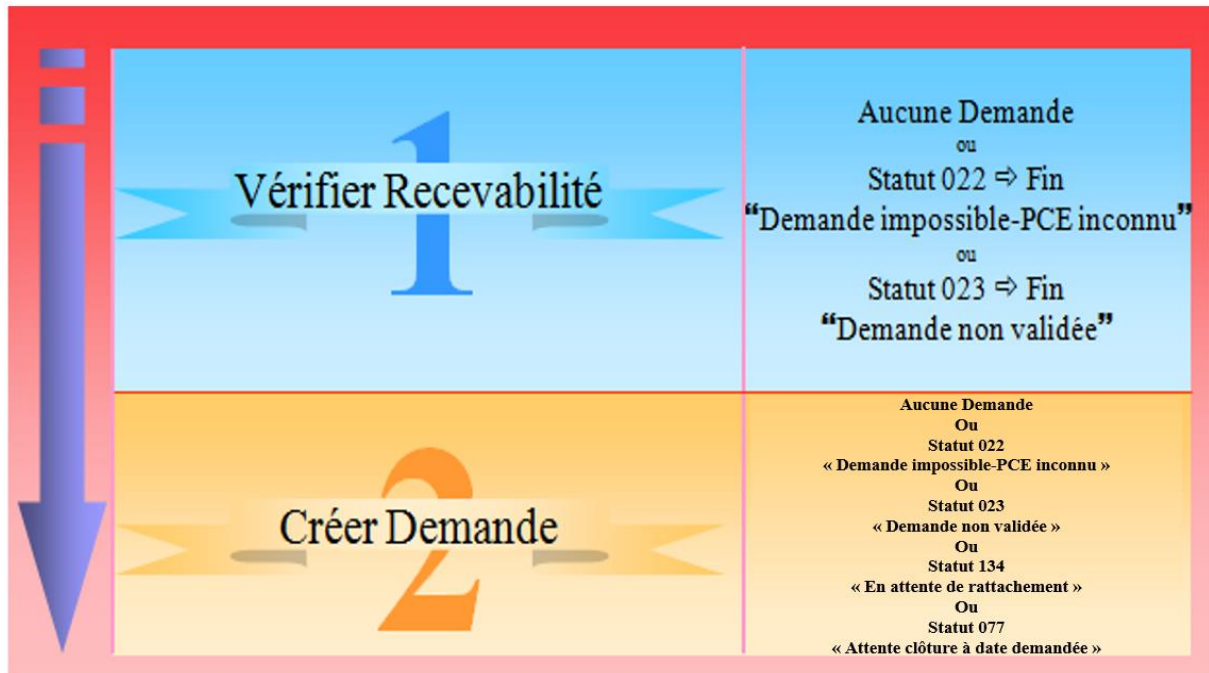 1
Vérifier Recevabilité
Aucune Demande
ou
Statut 022 ⇨ Fin
“Demande impossible-PCE inconnu”
ou
Statut 023 ⇨ Fin
“Demande non validée”
2
Créer Demande
Aucune Demande
Ou
Statut 022
« Demande impossible-PCE inconnu »
Ou
Statut 023
« Demande non validée »
Ou
Statut 134
« En attente de rattachement »
Ou
Statut 077
« Attente clôture à date demandée »